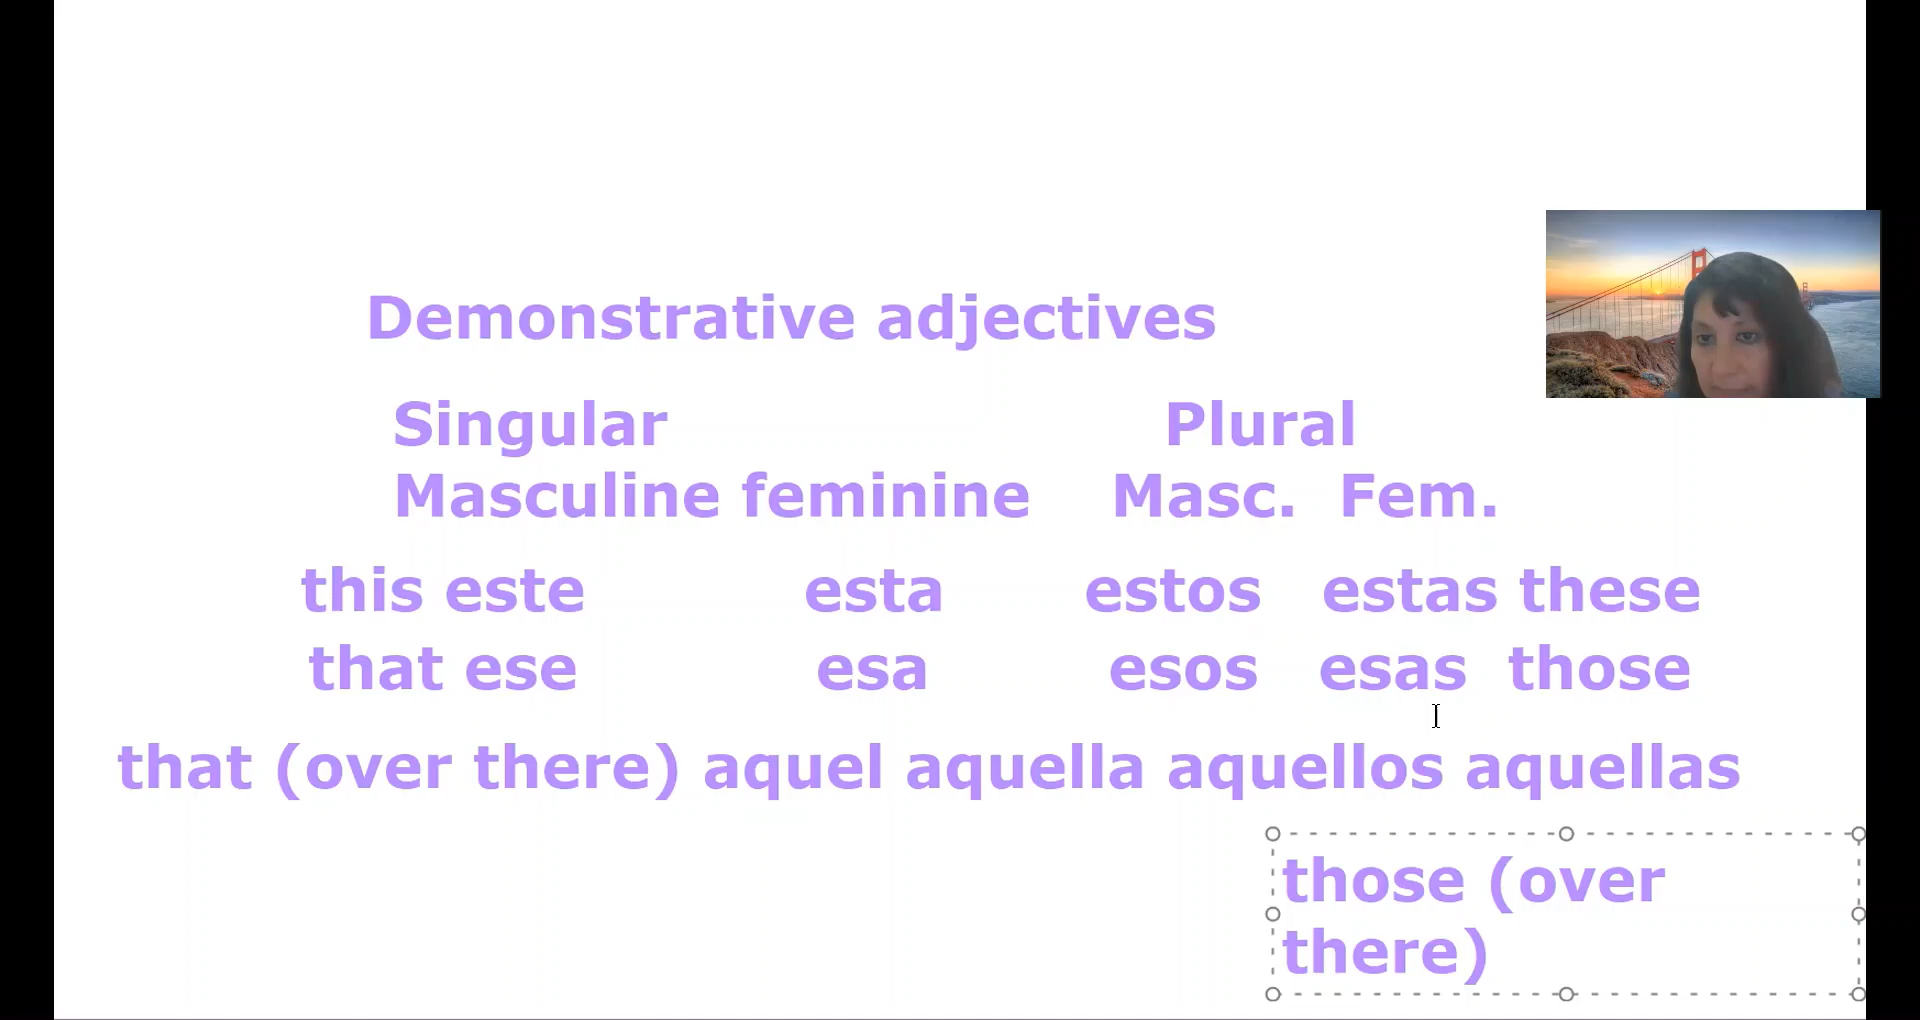 Demonstrative adjectives
Singular Plural
Masculine feminine Masc. Fem.
this este esta estos estas these
that ese esa esos esas those
that (over there) aquel aquella aquellos aquellas
those (over
there)